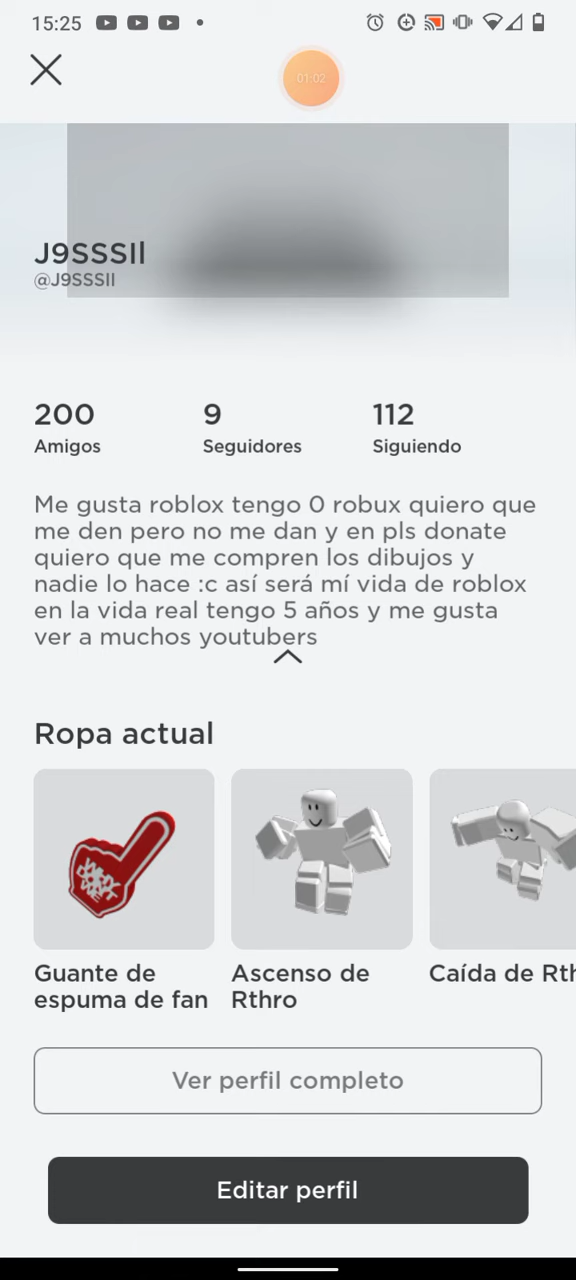 15:25
01:02
J9SSSIl
@J9SSSIl
200
9
112
Amigos
Seguidores
Siguiendo
Me gusta roblox tengo 0 robux quiero que
me den pero no me dan y en pls donate
quiero que me compren los dibujos y
nadie lo hace :c así será mí vida de roblox
en la vida real tengo 5 años y me gusta
ver a muchos youtubers
Ropa actual
Guante de
espuma de fan
Ascenso de
Rthro
Caída de Rth
Ver perfil completo
Editar perfil